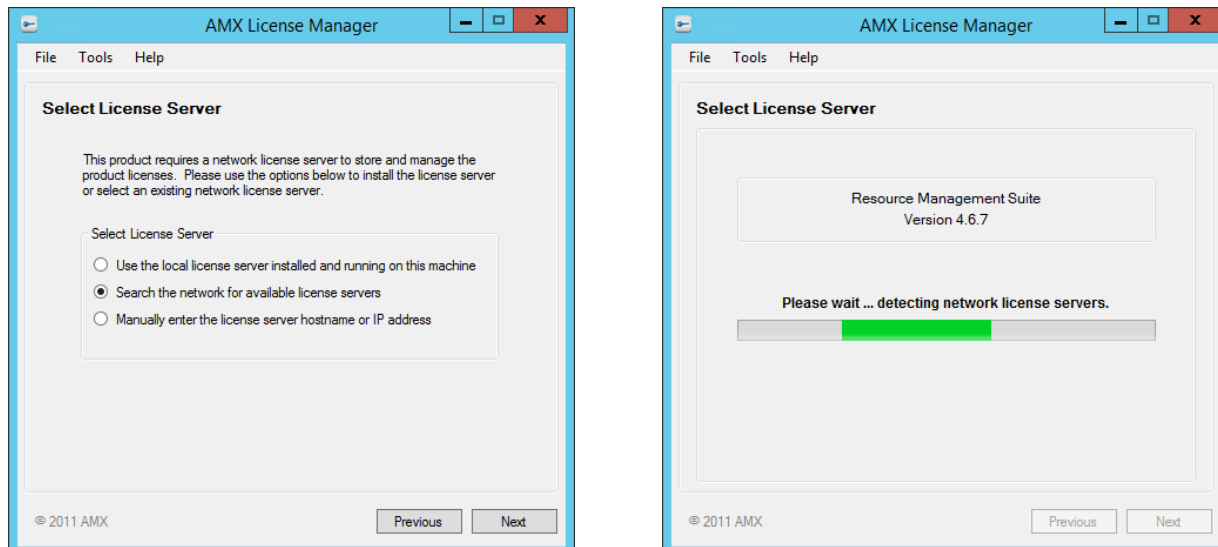 AMX License Manager
File Tools Help
Select License Server
This product requires a network license server to store and manage the
product licenses. Please use the options below to install the license server
or select an existing network license server.
Select License Server
Use the local license server installed and running on this machine
Search the network for available license servers
Manually enter the license server hostname or IP address
© 2011 AMX
Previous Next
AMX License Manager
File Tools Help
Select License Server
Resource Management Suite
Version 4.6.7
Please wait ... detecting network license servers.
© 2011 AMX
Previous Next